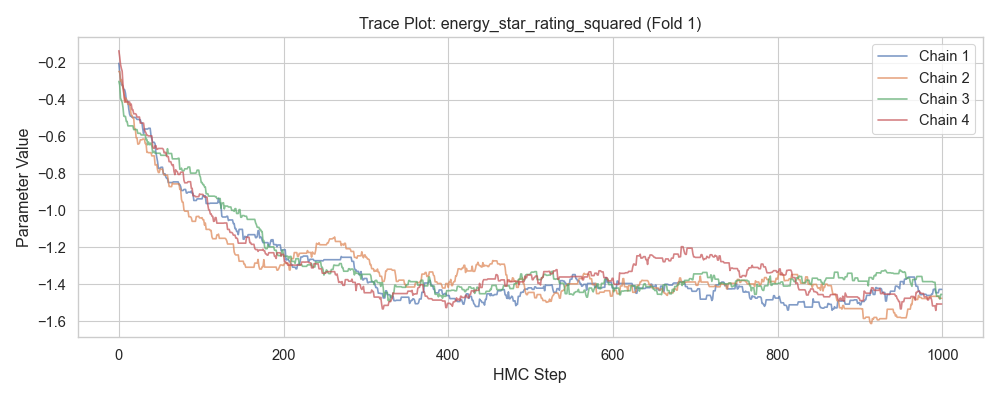 Trace Plot: energy_star_rating_squared (Fold 1)
Chain 1
Chain 2
Chain 3
Chain 4
Parameter Value
−0.2
−0.4
−0.6
−0.8
−1.0
−1.2
−1.4
−1.6
0 200 400 600 800 1000
HMC Step